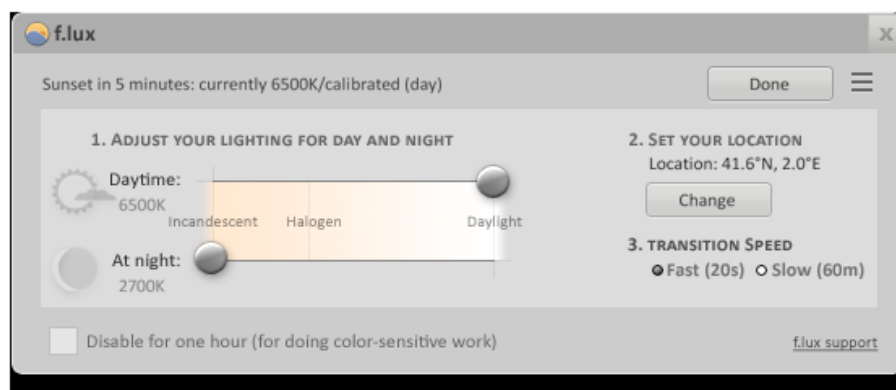 f.lux
x
Sunset in 5 minutes: currently 6500K/calibrated (day)
Done
1. ADJUST YOUR LIGHTING FOR DAY AND NIGHT
Daytime:
6500K
Incandescent Halogen Daylight
At night:
2700K
2. SET YOUR LOCATION
Location: 41.6°N, 2.0°E
Change
3. TRANSITION SPEED
Fast (20s) Slow (60m)
Disable for one hour (for doing color-sensitive work)
f.lux support